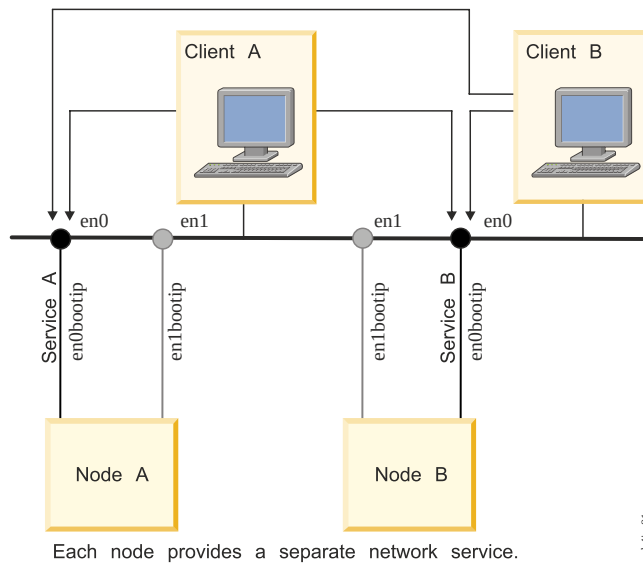 Client A
Client B
en0
en1
en1
en0
Service A
en0bootip
en1bootip
en1bootip
Service B
en0bootip
Node A
Node B
Each node provides a separate network service.